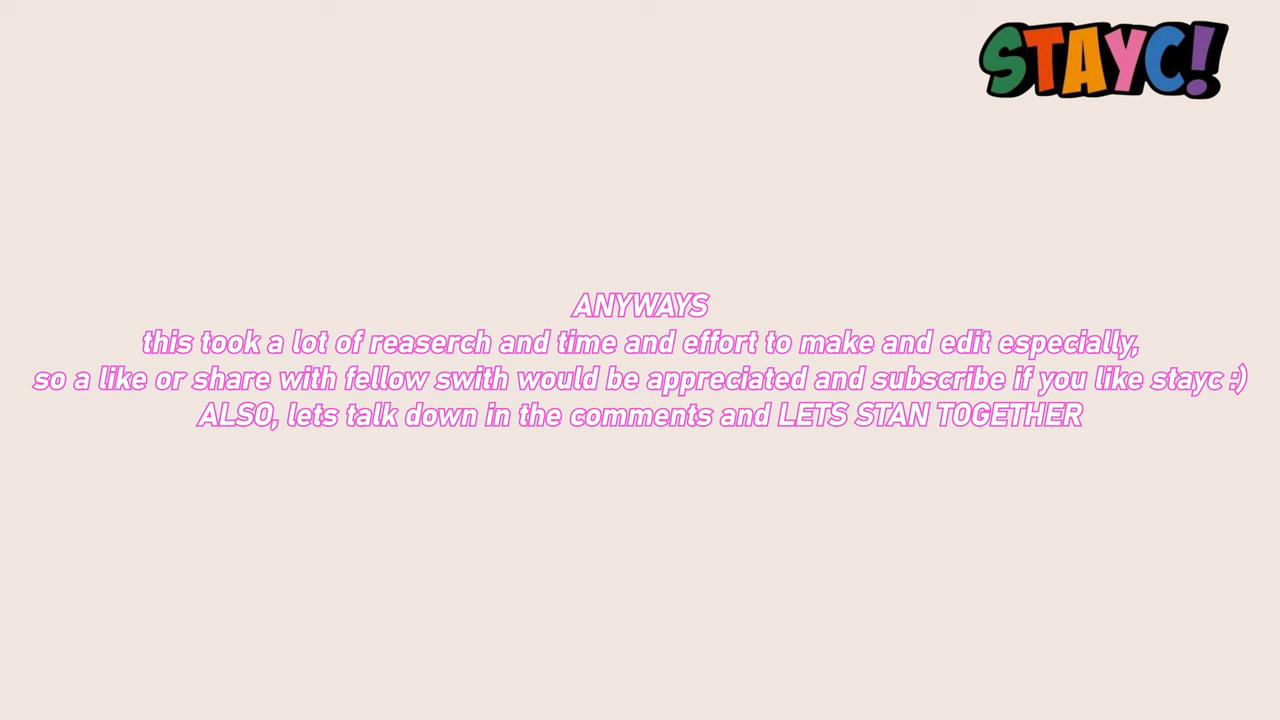 STAYC!
ANYWAYS
this took a lot of reaserch and time and effort to make and edit especially,
so a like or share with fellow swith would be appreciated and subscribe if you like stayc :)
ALSO, lets talk down in the comments and LETS STAN TOGETHER